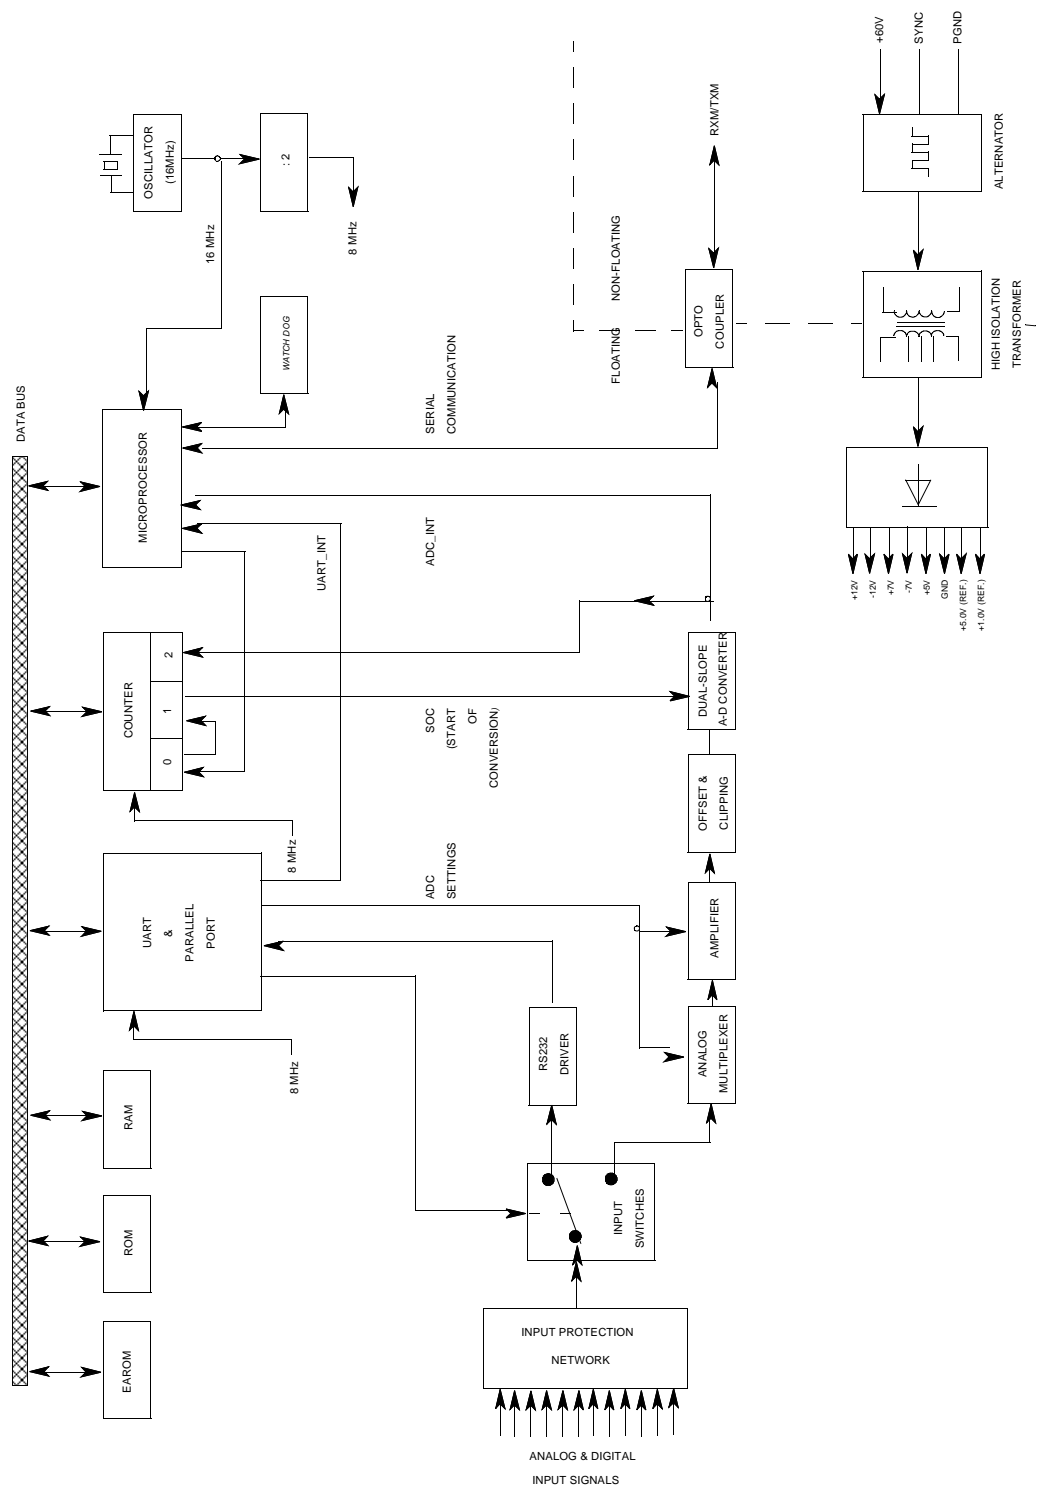 +60V
SYNC
PGND
ALTERNATOR
OSCILLATOR
(16MHz)
: 2
16 MHz
8 MHz
RXM/TXM
NON-FLOATING
FLOATING
OPTO
COUPLER
HIGH ISOLATION
TRANSFORMER
WATCH DOG
DATA BUS
MICROPROCESSOR
SERIAL
COMMUNICATION
+12V
-12V
+7V
-7V
+5V
GND
+5.0V (REF.)
+1.0V (REF.)
UART_INT
ADC_INT
COUNTER
2
1
0
SOC
(START OF
CONVERSION)
DUAL-SLOPE
A-D CONVERTER
OFFSET &
CLIPPING
8 MHz
UART
&
PARALLEL
PORT
ADC
SETTINGS
AMPLIFIER
8 MHz
RS232
DRIVER
ANALOG
MULTIPLEXER
RAM
ROM
EAROM
INPUT
SWITCHES
INPUT PROTECTION
NETWORK
ANALOG & DIGITAL
INPUT SIGNALS